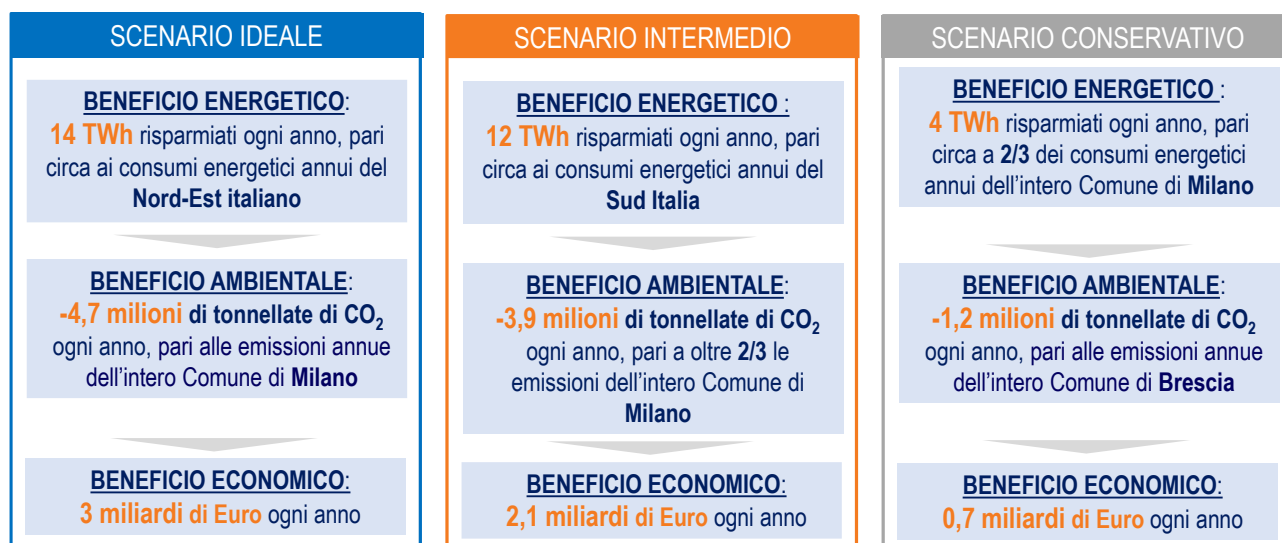 SCENARIO IDEALE
BENEFICIO ENERGETICO:
14 TWh risparmiati ogni anno, pari
circa ai consumi energetici annui del
Nord-Est italiano
BENEFICIO AMBIENTALE:
-4,7 milioni di tonnellate di CO₂
ogni anno, pari alle emissioni annue
dell'intero Comune di Milano
BENEFICIO ECONOMICO:
3 miliardi di Euro ogni anno
SCENARIO INTERMEDIO
BENEFICIO ENERGETICO :
12 TWh risparmiati ogni anno, pari
circa ai consumi energetici annui del
Sud Italia
BENEFICIO AMBIENTALE:
-3,9 milioni di tonnellate di CO₂
ogni anno, pari a oltre 2/3 le
emissioni dell'intero Comune di
Milano
BENEFICIO ECONOMICO:
2,1 miliardi di Euro ogni anno
SCENARIO CONSERVATIVO
BENEFICIO ENERGETICO :
4 TWh risparmiati ogni anno, pari
circa a 2/3 dei consumi energetici
annui dell'intero Comune di Milano
BENEFICIO AMBIENTALE:
-1,2 milioni di tonnellate di CO₂
ogni anno, pari alle emissioni annue
dell'intero Comune di Brescia
BENEFICIO ECONOMICO:
0,7 miliardi di Euro ogni anno